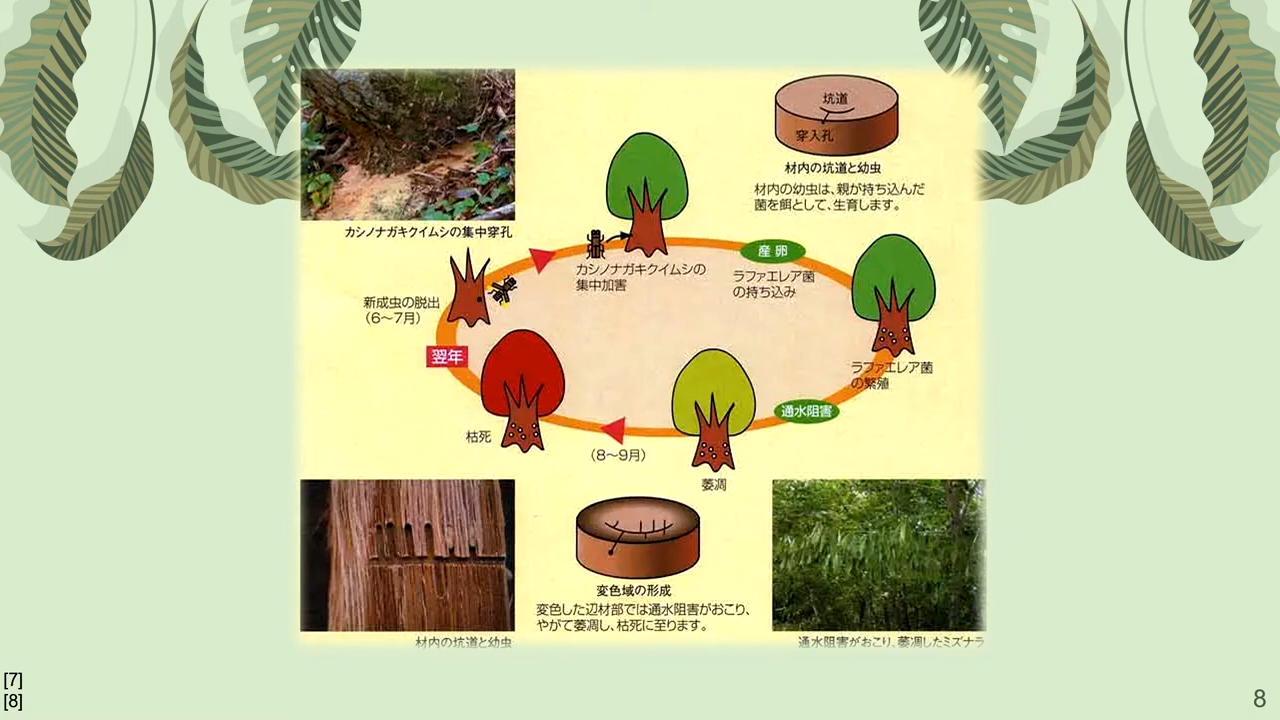 坑道
穿入孔
材内の坑道と幼虫
材内の幼虫は、親が持ち込んだ
菌を餌として、生育します。
カシノナガキクイムシの集中穿孔
カシノナガキクイムシの
集中加害
産卵
ラファエレア菌
の持ち込み
新成虫の脱出
(6〜7月)
翌年
ラファエレア菌
の繁殖
通水阻害
枯死
(8〜9月)
萎凋
変色域の形成
変色した辺材部では通水阻害がおこり、
やがて萎凋し、枯死に至ります。
材内の坑道と幼虫
通水阻害がおこり、萎凋したミズナラ
[7]
[8]
8